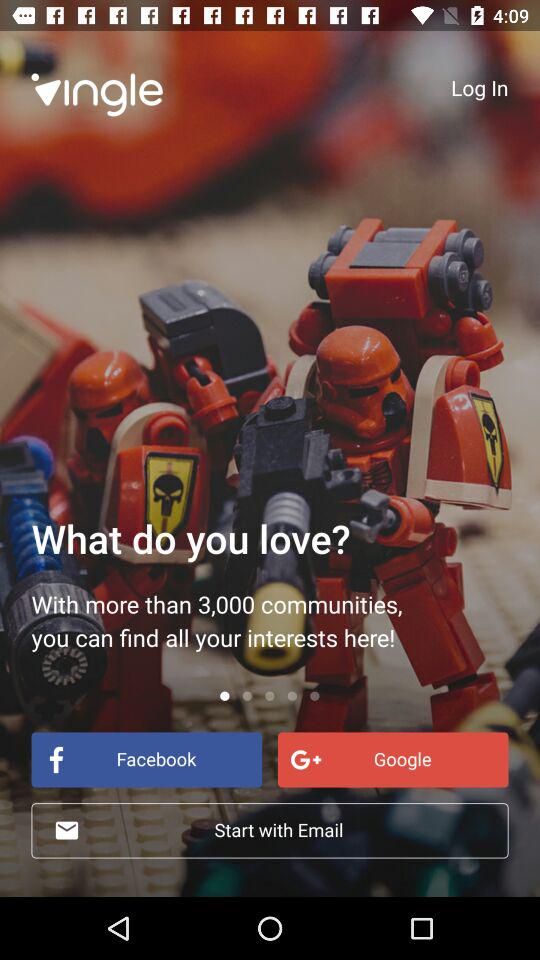 4:09
vingle
Log In
What do you love?
With more than 3,000 communities,
you can find all your interests here!
Facebook
G+ Google
Start with Email